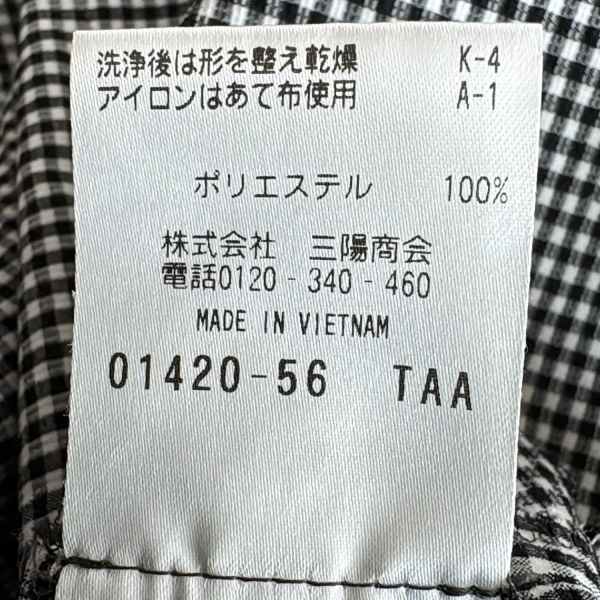 洗浄後は形を整え乾燥 K-4
アイロンはあて布使用 A-1
ポリエステル 100%
株式会社 三陽商会
電話0120-340-460
MADE IN VIETNAM
01420-56 TAA